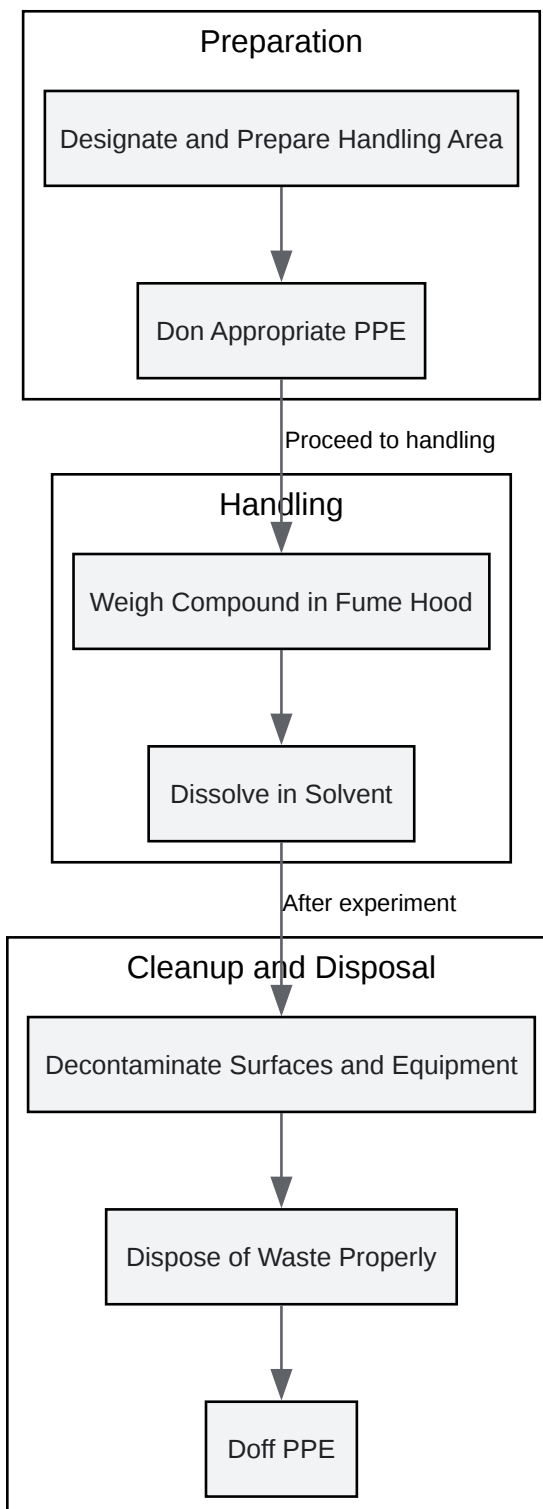 Preparation
Designate and Prepare Handling Area
Don Appropriate PPE
Proceed to handling
Handling
Weigh Compound in Fume Hood
Dissolve in Solvent
After experiment
Cleanup and Disposal
Decontaminate Surfaces and Equipment
Dispose of Waste Properly
Doff PPE